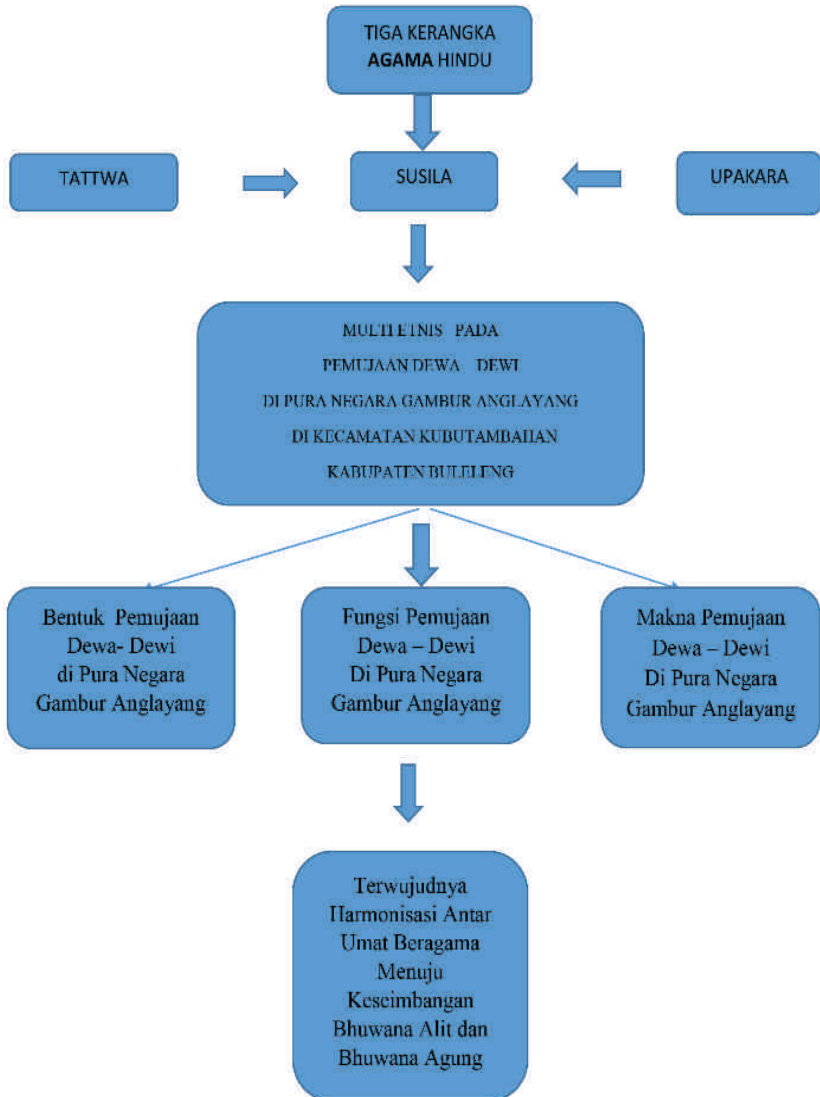 TIGA KERANGKA
AGAMA HINDU
TATTWA
SUSILA
UPAKARA
MULTI ETNIS PADA
PEMUJAAN DEWA DEWI
DI PURA NEGARA GAMBUR ANGLAYANG
DI KECAMATAN KUBUTAMBAHAN
KABUPATEN BULELENG
Bentuk Pemujaan
Dewa- Dewi
di Pura Negara
Gambur Anglayang
Fungsi Pemujaan
Dewa – Dewi
Di Pura Negara
Gambur Anglayang
Makna Pemujaan
Dewa – Dewi
Di Pura Negara
Gambur Anglayang
Terwujudnya
Harmonisasi Antar
Umat Beragama
Menuju
Keseimbangan
Bhuwana Alit dan
Bhuwana Agung